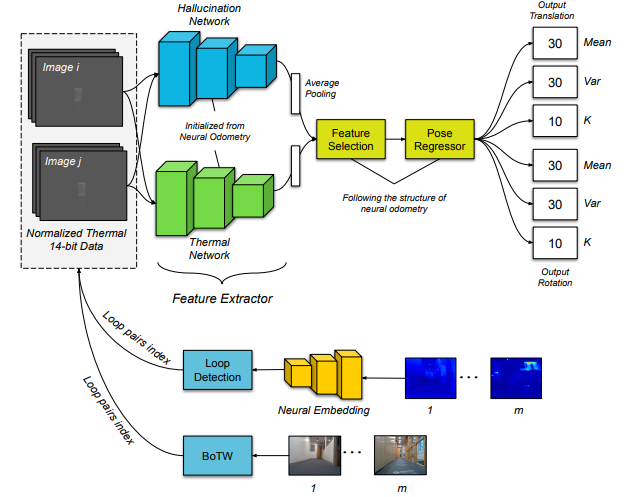 Hallucination
Network
Output
Translation
Image i
30
Mean
Average
Pooling
30
Var
Initialized from
Neural Odometry
10
K
Feature
Selection
Pose
Regressor
Image j
30
Mean
Following the structure of
neural odometry
30
Var
Normalized Thermal
14-bit Data
Thermal
Network
10
K
Output
Rotation
Feature Extractor
Loop pairs index
Loop
Detection
Neural Embedding
1
m
Loop pairs index
BoTW
1
m